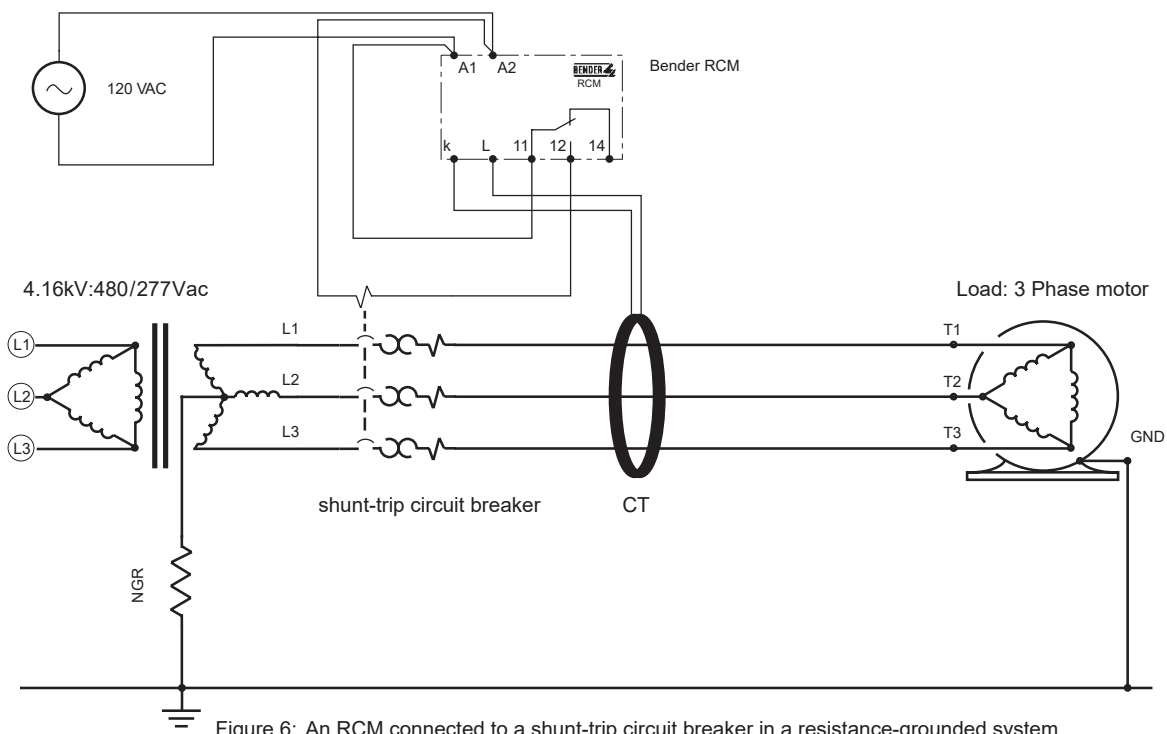 120 VAC
A1 A2
BENDER
RCM
Bender RCM
k L 11 12 14
4.16kV:480/277Vac
Load: 3 Phase motor
L1
L2
L3
L1
L2
L3
T1
T2
T3
GND
shunt-trip circuit breaker
CT
NGR
Figure 6: An RCM connected to a shunt-trip circuit breaker in a resistance-grounded system